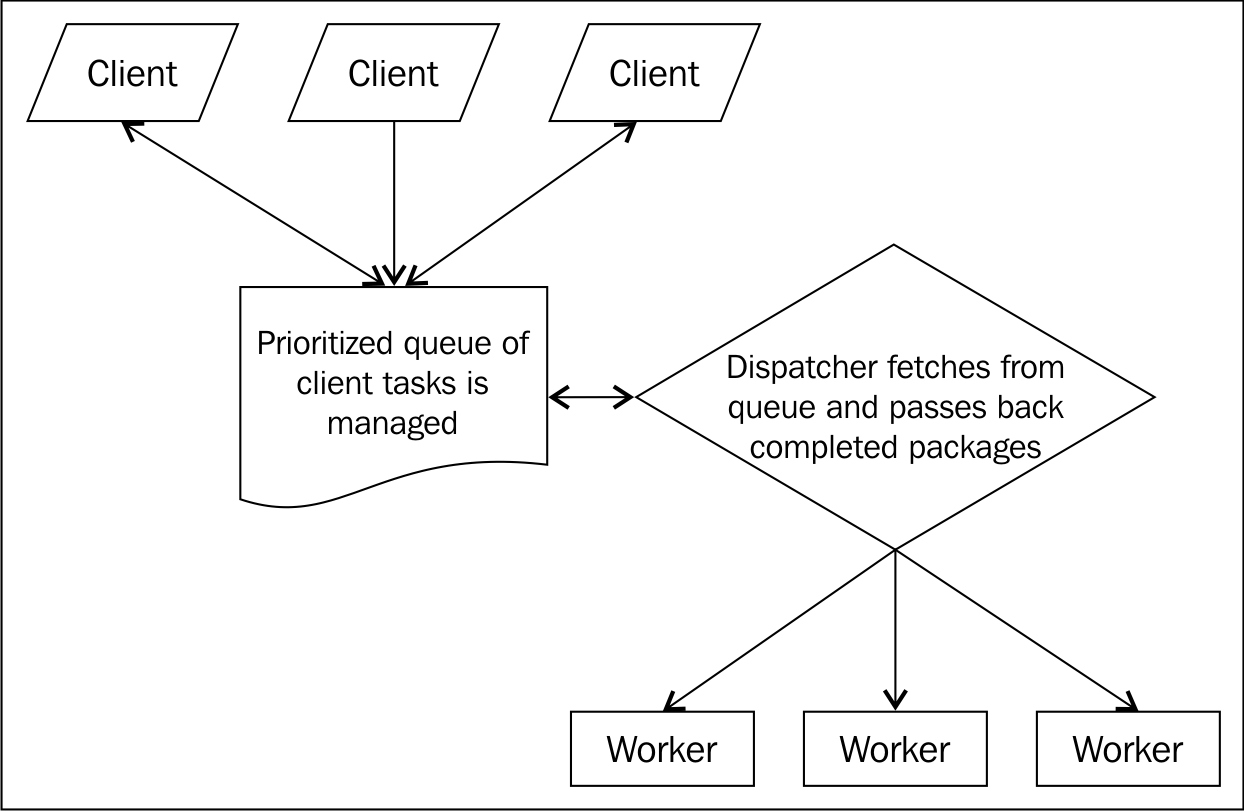 Client
Client
Client
Prioritized queue of
client tasks is
managed
Dispatcher fetches from
queue and passes back
completed packages
Worker
Worker
Worker